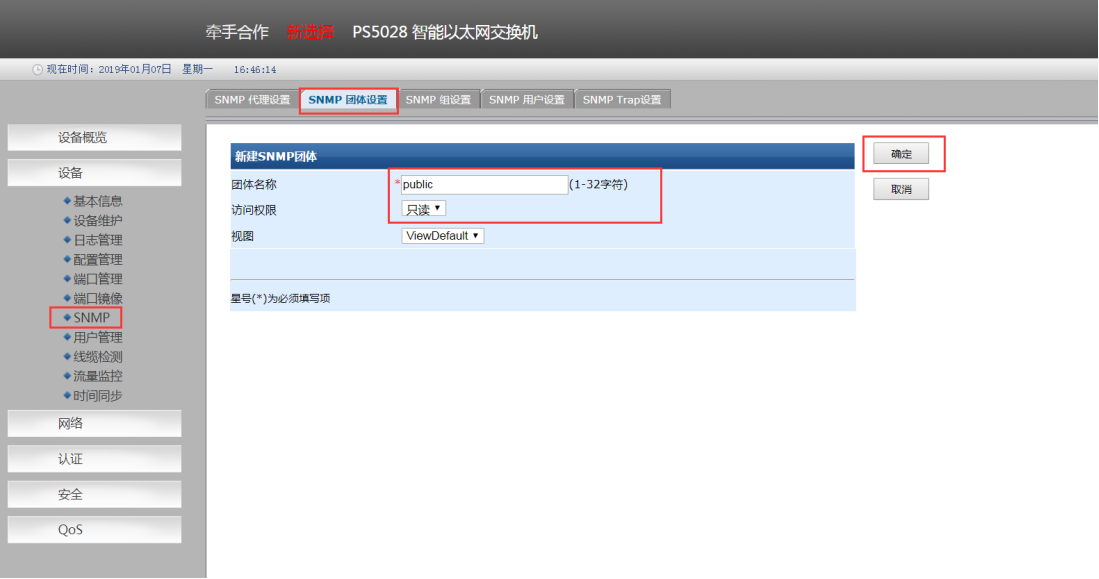 牵手合作 新选择 PS5028 智能以太网交换机
现在时间：2019年01月07日 星期一 16:46:14
SNMP 代理设置 SNMP 团体设置 SNMP 组设置 SNMP 用户设置 SNMP Trap设置
设备概览
设备
基本信息
设备维护
日志管理
配置管理
端口管理
端口镜像
SNMP
用户管理
线缆检测
流量监控
时间同步
网络
认证
安全
QoS
新建SNMP团体
团体名称 *public (1-32字符)
访问权限 只读
视图 ViewDefault
星号(*)为必须填写项
确定
取消